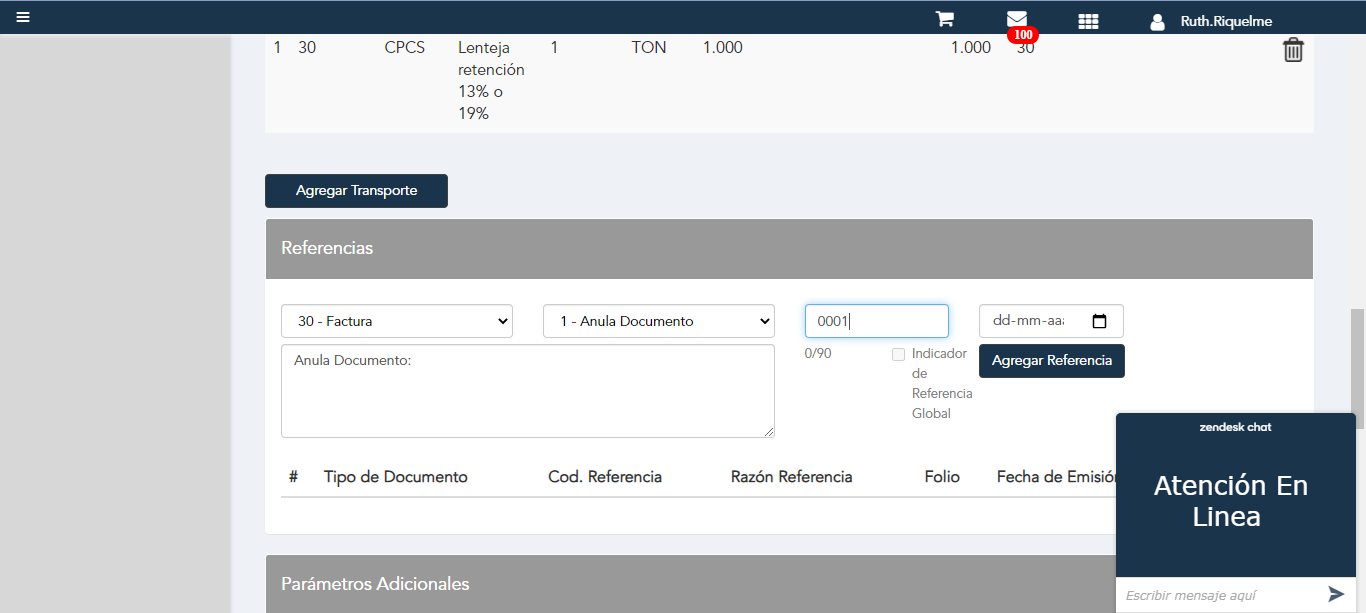 Ruth.Riquelme
100
1 30 CPCS Lenteja 1 TON 1.000 1.000 30
retención
13% o
19%
Agregar Transporte
Referencias
30 - Factura 1 - Anula Documento 0001 dd-mm-aaa
Anula Documento: 0/90 Indicador Agregar Referencia
de
Referencia
Global
# Tipo de Documento Cod. Referencia Razón Referencia Folio Fecha de Emisión
zendesk chat
Atención En
Linea
Parámetros Adicionales
Escribir mensaje aquí